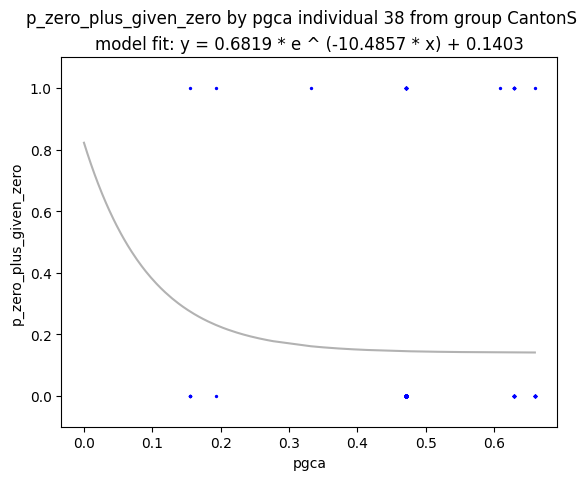 p_zero_plus_given_zero by pgca individual 38 from group CantonS
model fit: y = 0.6819 * e ^ (-10.4857 * x) + 0.1403
p_zero_plus_given_zero
1.0
0.8
0.6
0.4
0.2
0.0
0.0 0.1 0.2 0.3 0.4 0.5 0.6
pgca